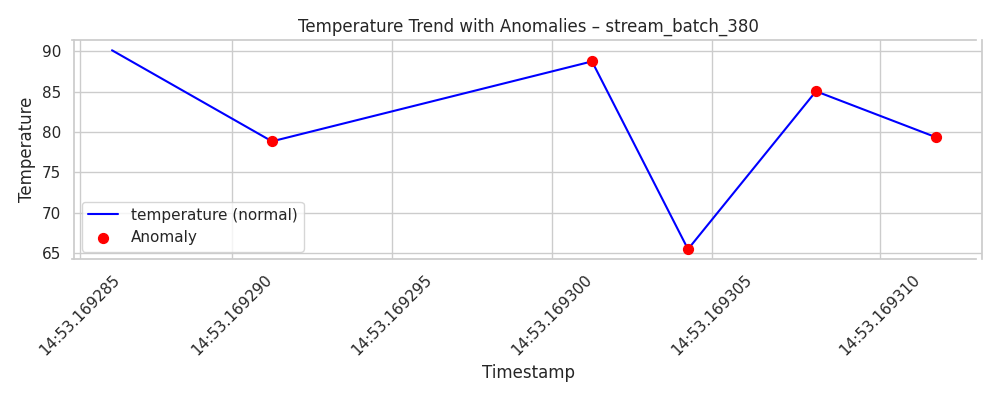 Temperature Trend with Anomalies – stream_batch_380
Temperature
90
85
80
75
70
65
temperature (normal)
Anomaly
14:53.169285
14:53.169290
14:53.169295
14:53.169300
14:53.169305
14:53.169310
Timestamp